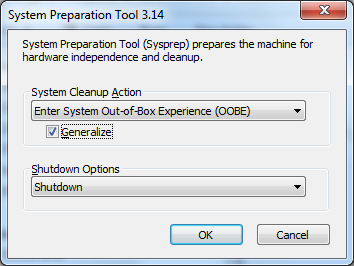 System Preparation Tool 3.14
System Preparation Tool (Sysprep) prepares the machine for
hardware independence and cleanup.
System Cleanup Action
Enter System Out-of-Box Experience (OOBE)
Generalize
Shutdown Options
Shutdown
OK
Cancel